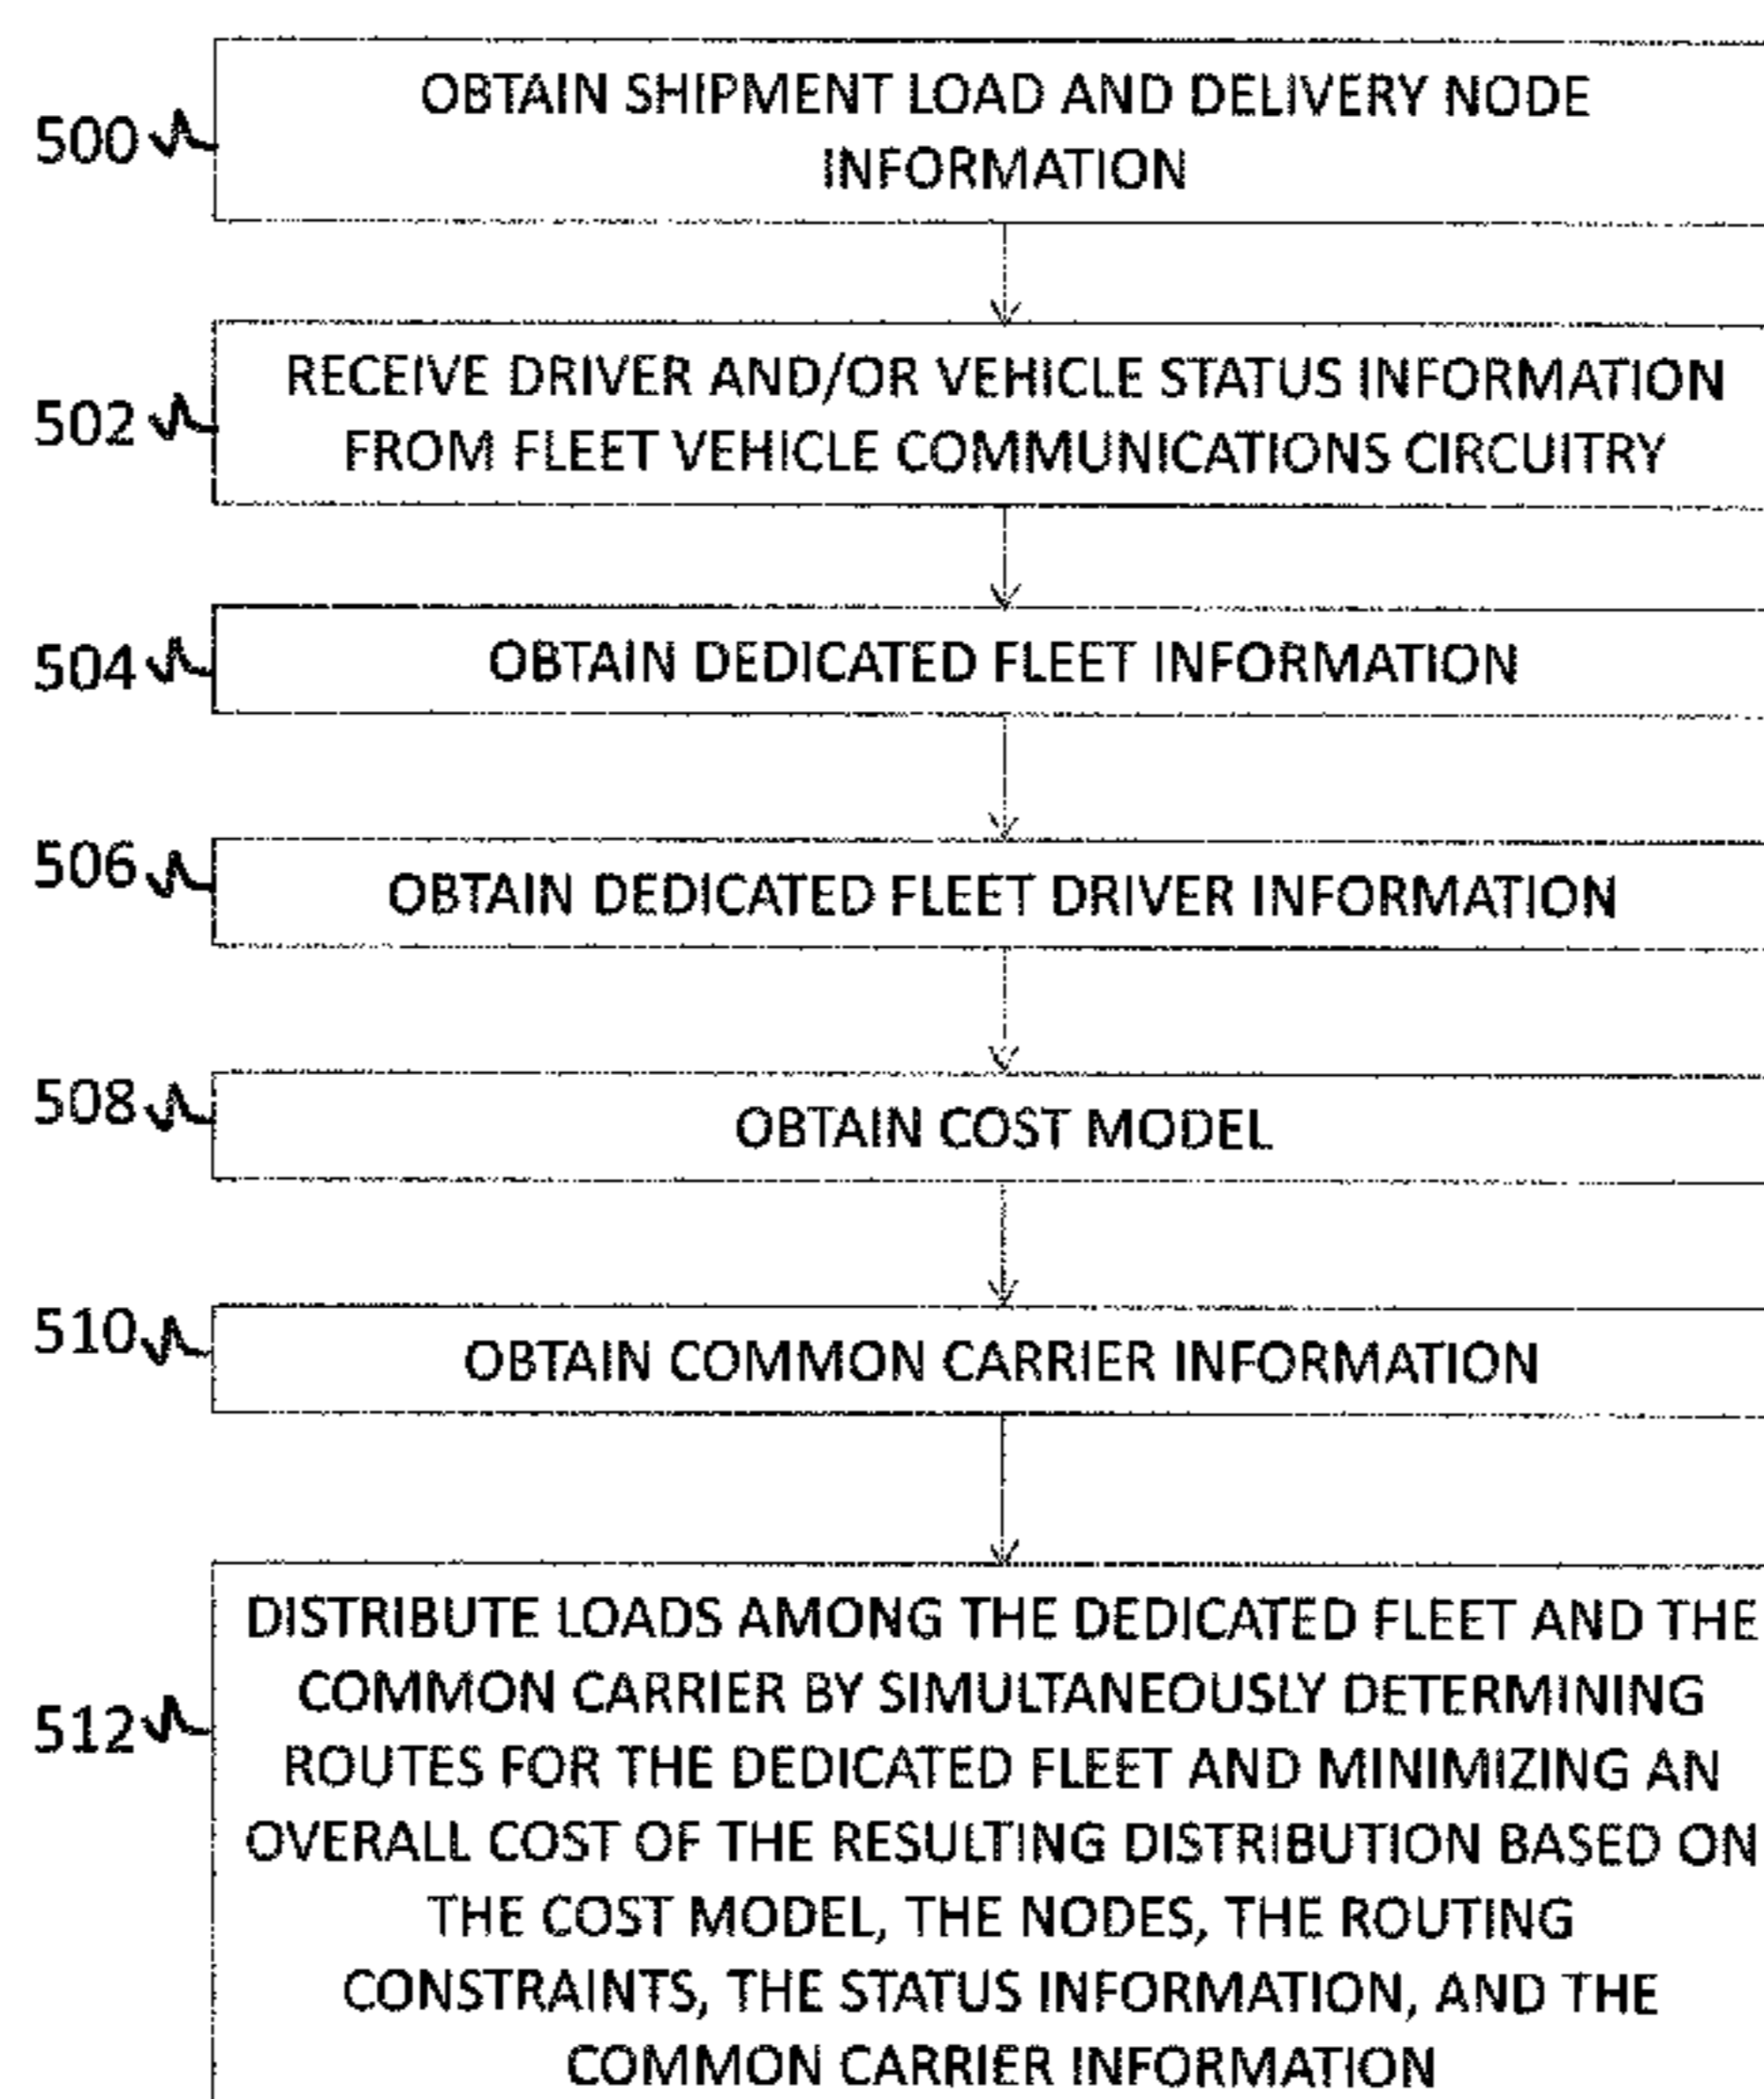 500
OBTAIN SHIPMENT LOAD AND DELIVERY NODE
INFORMATION
502
RECEIVE DRIVER AND/OR VEHICLE STATUS INFORMATION
FROM FLEET VEHICLE COMMUNICATIONS CIRCUITRY
504
OBTAIN DEDICATED FLEET INFORMATION
506
OBTAIN DEDICATED FLEET DRIVER INFORMATION
508
OBTAIN COST MODEL
510
OBTAIN COMMON CARRIER INFORMATION
512
DISTRIBUTE LOADS AMONG THE DEDICATED FLEET AND THE
COMMON CARRIER BY SIMULTANEOUSLY DETERMINING
ROUTES FOR THE DEDICATED FLEET AND MINIMIZING AN
OVERALL COST OF THE RESULTING DISTRIBUTION BASED ON
THE COST MODEL, THE NODES, THE ROUTING
CONSTRAINTS, THE STATUS INFORMATION, AND THE
COMMON CARRIER INFORMATION